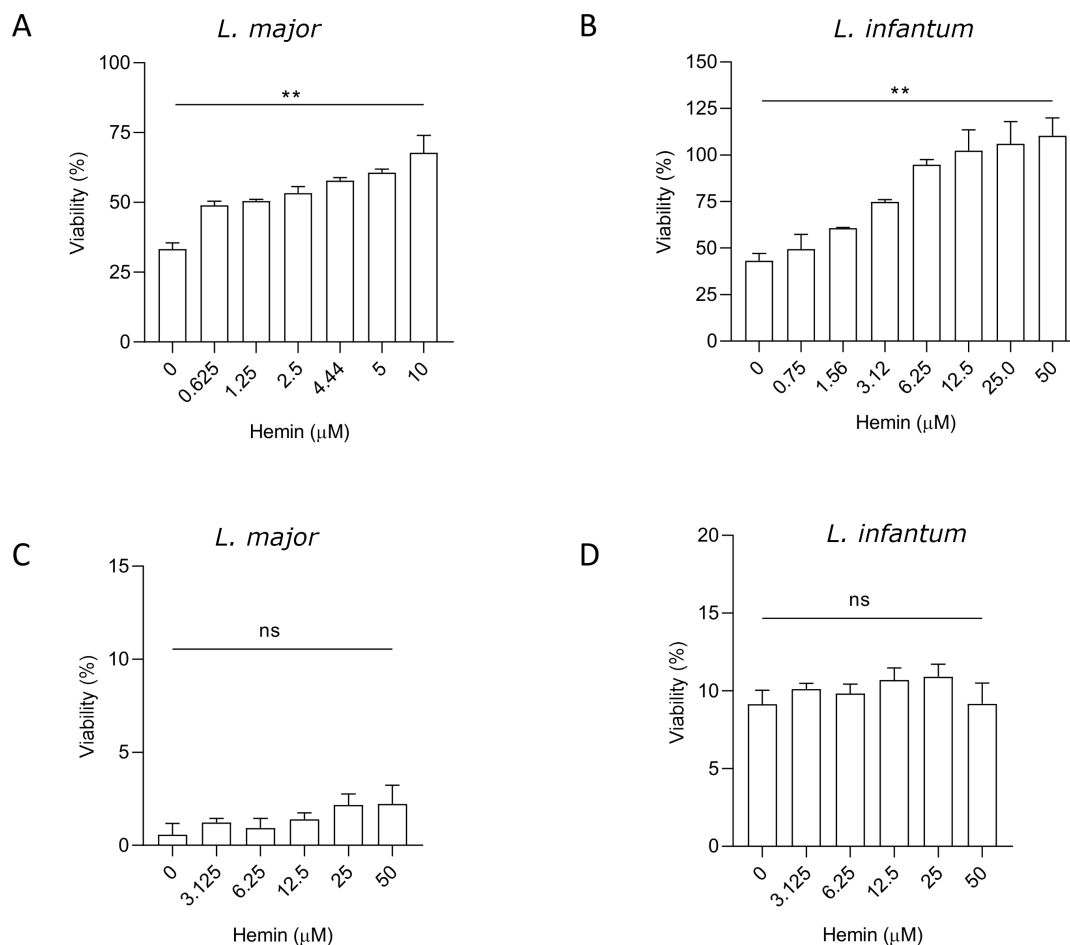 A
L. major
100
75
50
25
0
Viability (%)
**
0
0.625
1.25
2.5
4.44
5
10
Hemin (μM)
B
L. infantum
150
125
100
75
50
25
0
Viability (%)
**
0
0.75
1.56
3.12
6.25
12.5
25.0
50
Hemin (μM)
C
L. major
15
10
5
0
Viability (%)
ns
0
3.125
6.25
12.5
25
50
Hemin (μM)
D
L. infantum
20
15
10
5
0
Viability (%)
ns
0
3.125
6.25
12.5
25
50
Hemin (μM)